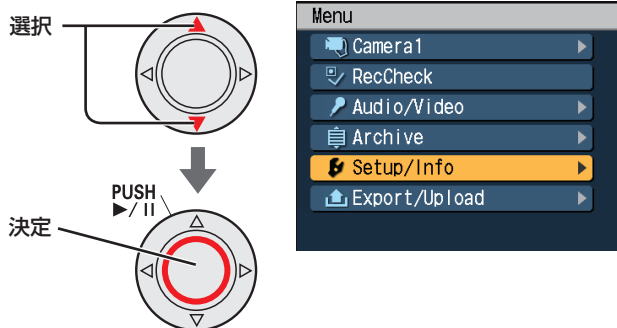 選択
PUSH
▶/II
決定
Menu
Camera1
RecCheck
Audio/Video
Archive
Setup/Info
Export/Upload